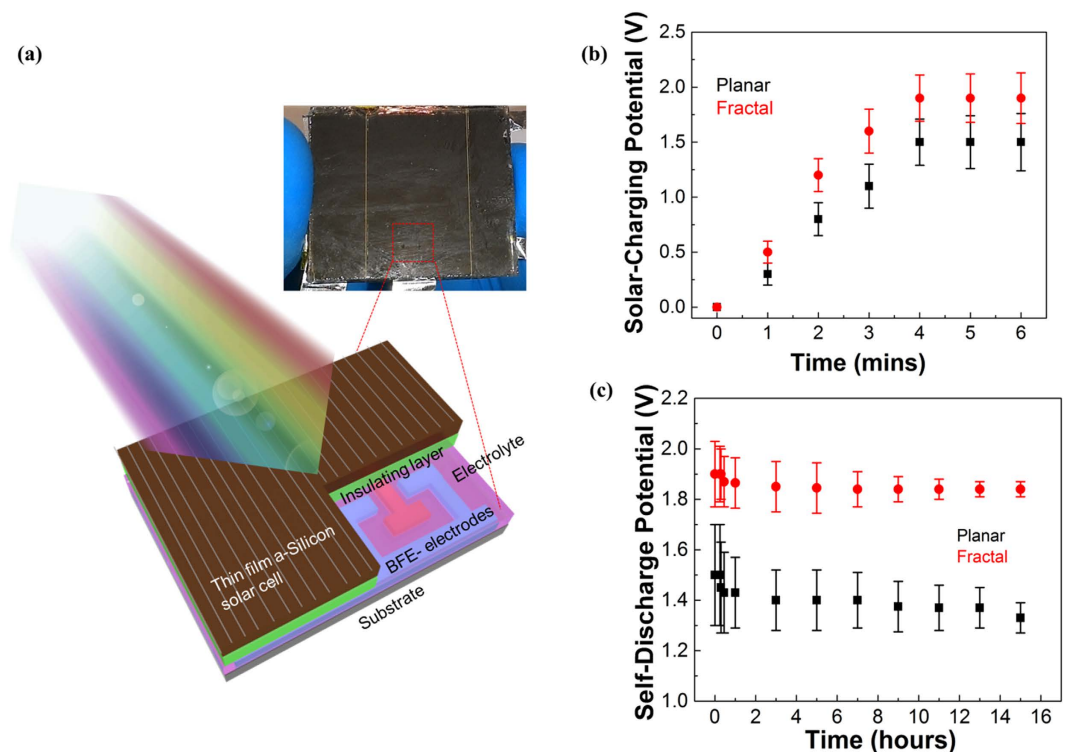 (a)
Insulating layer
Electrolyte
BFE- electrodes
Thin film a-Silicon
solar cell
Substrate
(b)
Solar-Charging Potential (V)
2.5
2.0
1.5
1.0
0.5
0.0
Planar
Fractal
0 1 2 3 4 5 6
Time (mins)
(c)
Self-Discharge Potential (V)
2.2
2.0
1.8
1.6
1.4
1.2
1.0
Planar
Fractal
0 2 4 6 8 10 12 14 16
Time (hours)